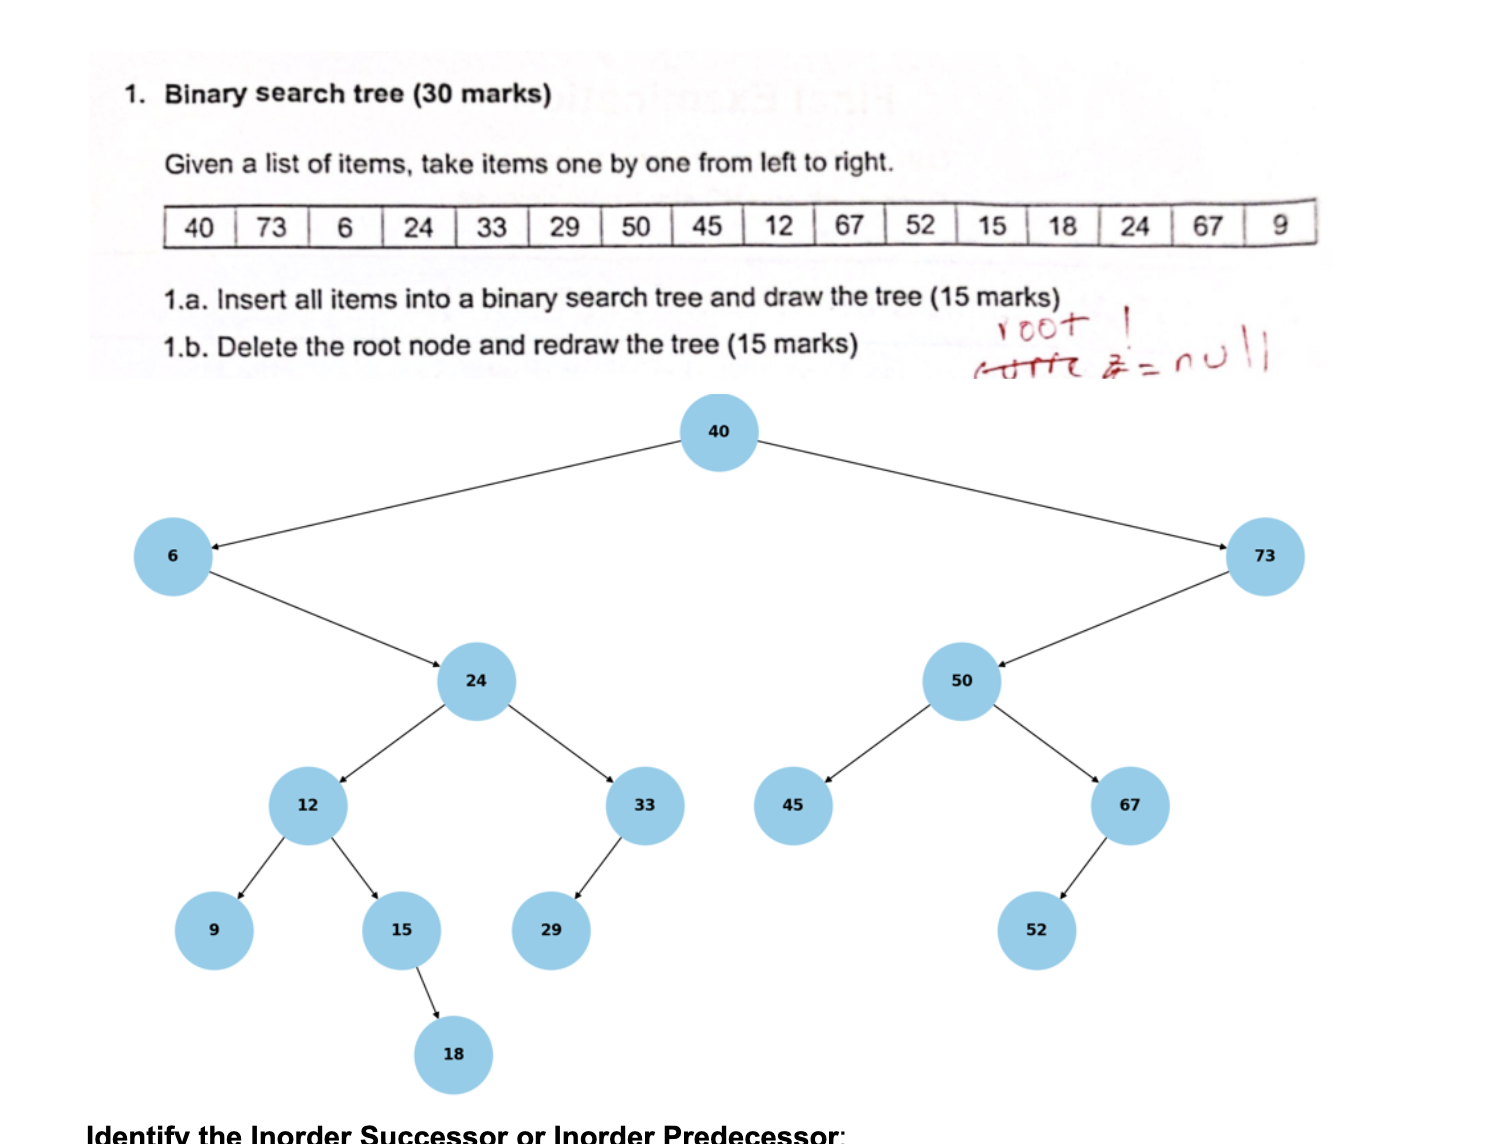 1. Binary search tree (30 marks)
Given a list of items, take items one by one from left to right.
40 73 6 24 33 29 50 45 12 67 52 15 18 24 67 9
1.a. Insert all items into a binary search tree and draw the tree (15 marks)
root !
1.b. Delete the root node and redraw the tree (15 marks)
= null
40
6 73
24 50
12 33 45 67
9 15 29 52
18
Identify the Inorder Successor or Inorder Predecessor: